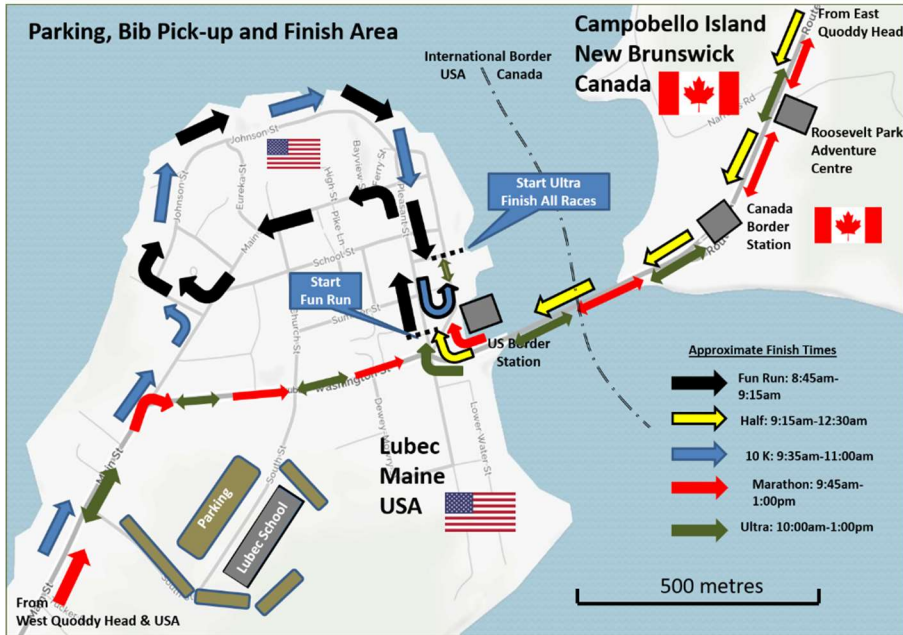 Parking, Bib Pick-up and Finish Area
International Border
USA Canada
Campobello Island
New Brunswick
Canada
From East
Quoddy Head
Route
Roosevelt Park
Adventure
Centre
Canada
Border
Station
Route
Johnson St
Johnson St
Eureka-St
Main
High-St
Pike-Ln
Bayview St
Ferry St
Pleasant-St
School-St
Church-St
Start Ultra
Finish All Races
Start
Fun Run
US Border
Station
Washington St
Main-St
South-St
Lower-Water-St
Lubec
Maine
USA
Parking
Lubec School
Main-St
From
West Quoddy Head & USA
Approximate Finish Times
Fun Run: 8:45am-
9:15am
Half: 9:15am-12:30am
10 K: 9:35am-11:00am
Marathon: 9:45am-
1:00pm
Ultra: 10:00am-1:00pm
500 metres